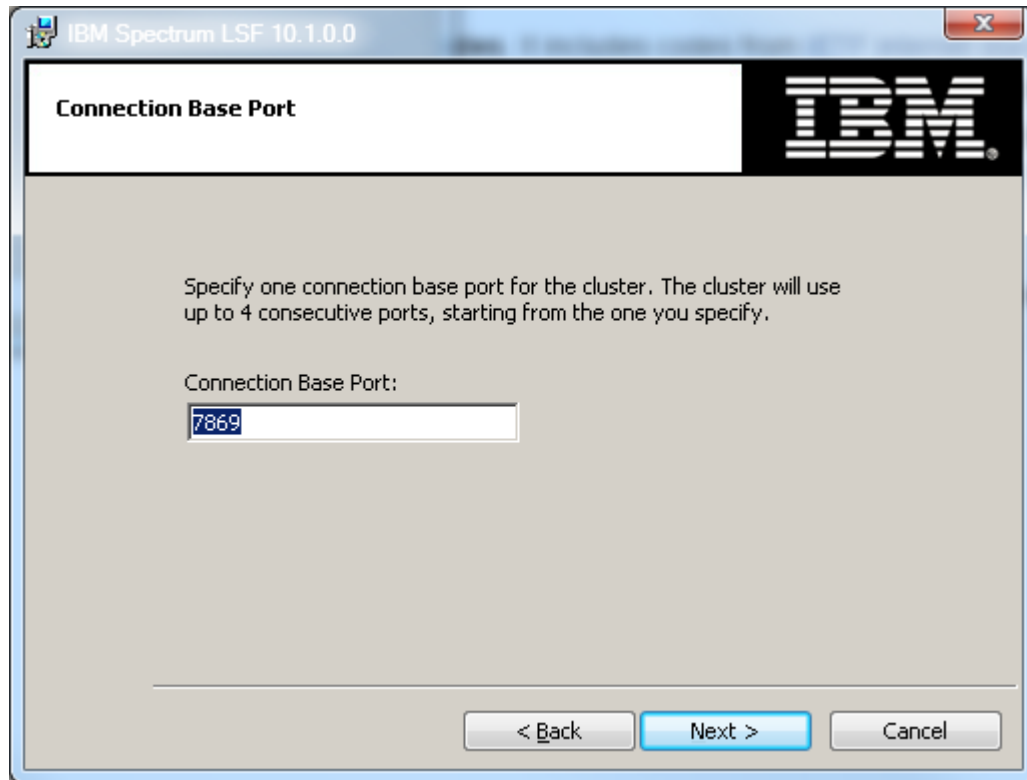 IBM Spectrum LSF 10.1.0.0
Connection Base Port
IBM®
Specify one connection base port for the cluster. The cluster will use
up to 4 consecutive ports, starting from the one you specify.
Connection Base Port:
7869
< Back
Next >
Cancel